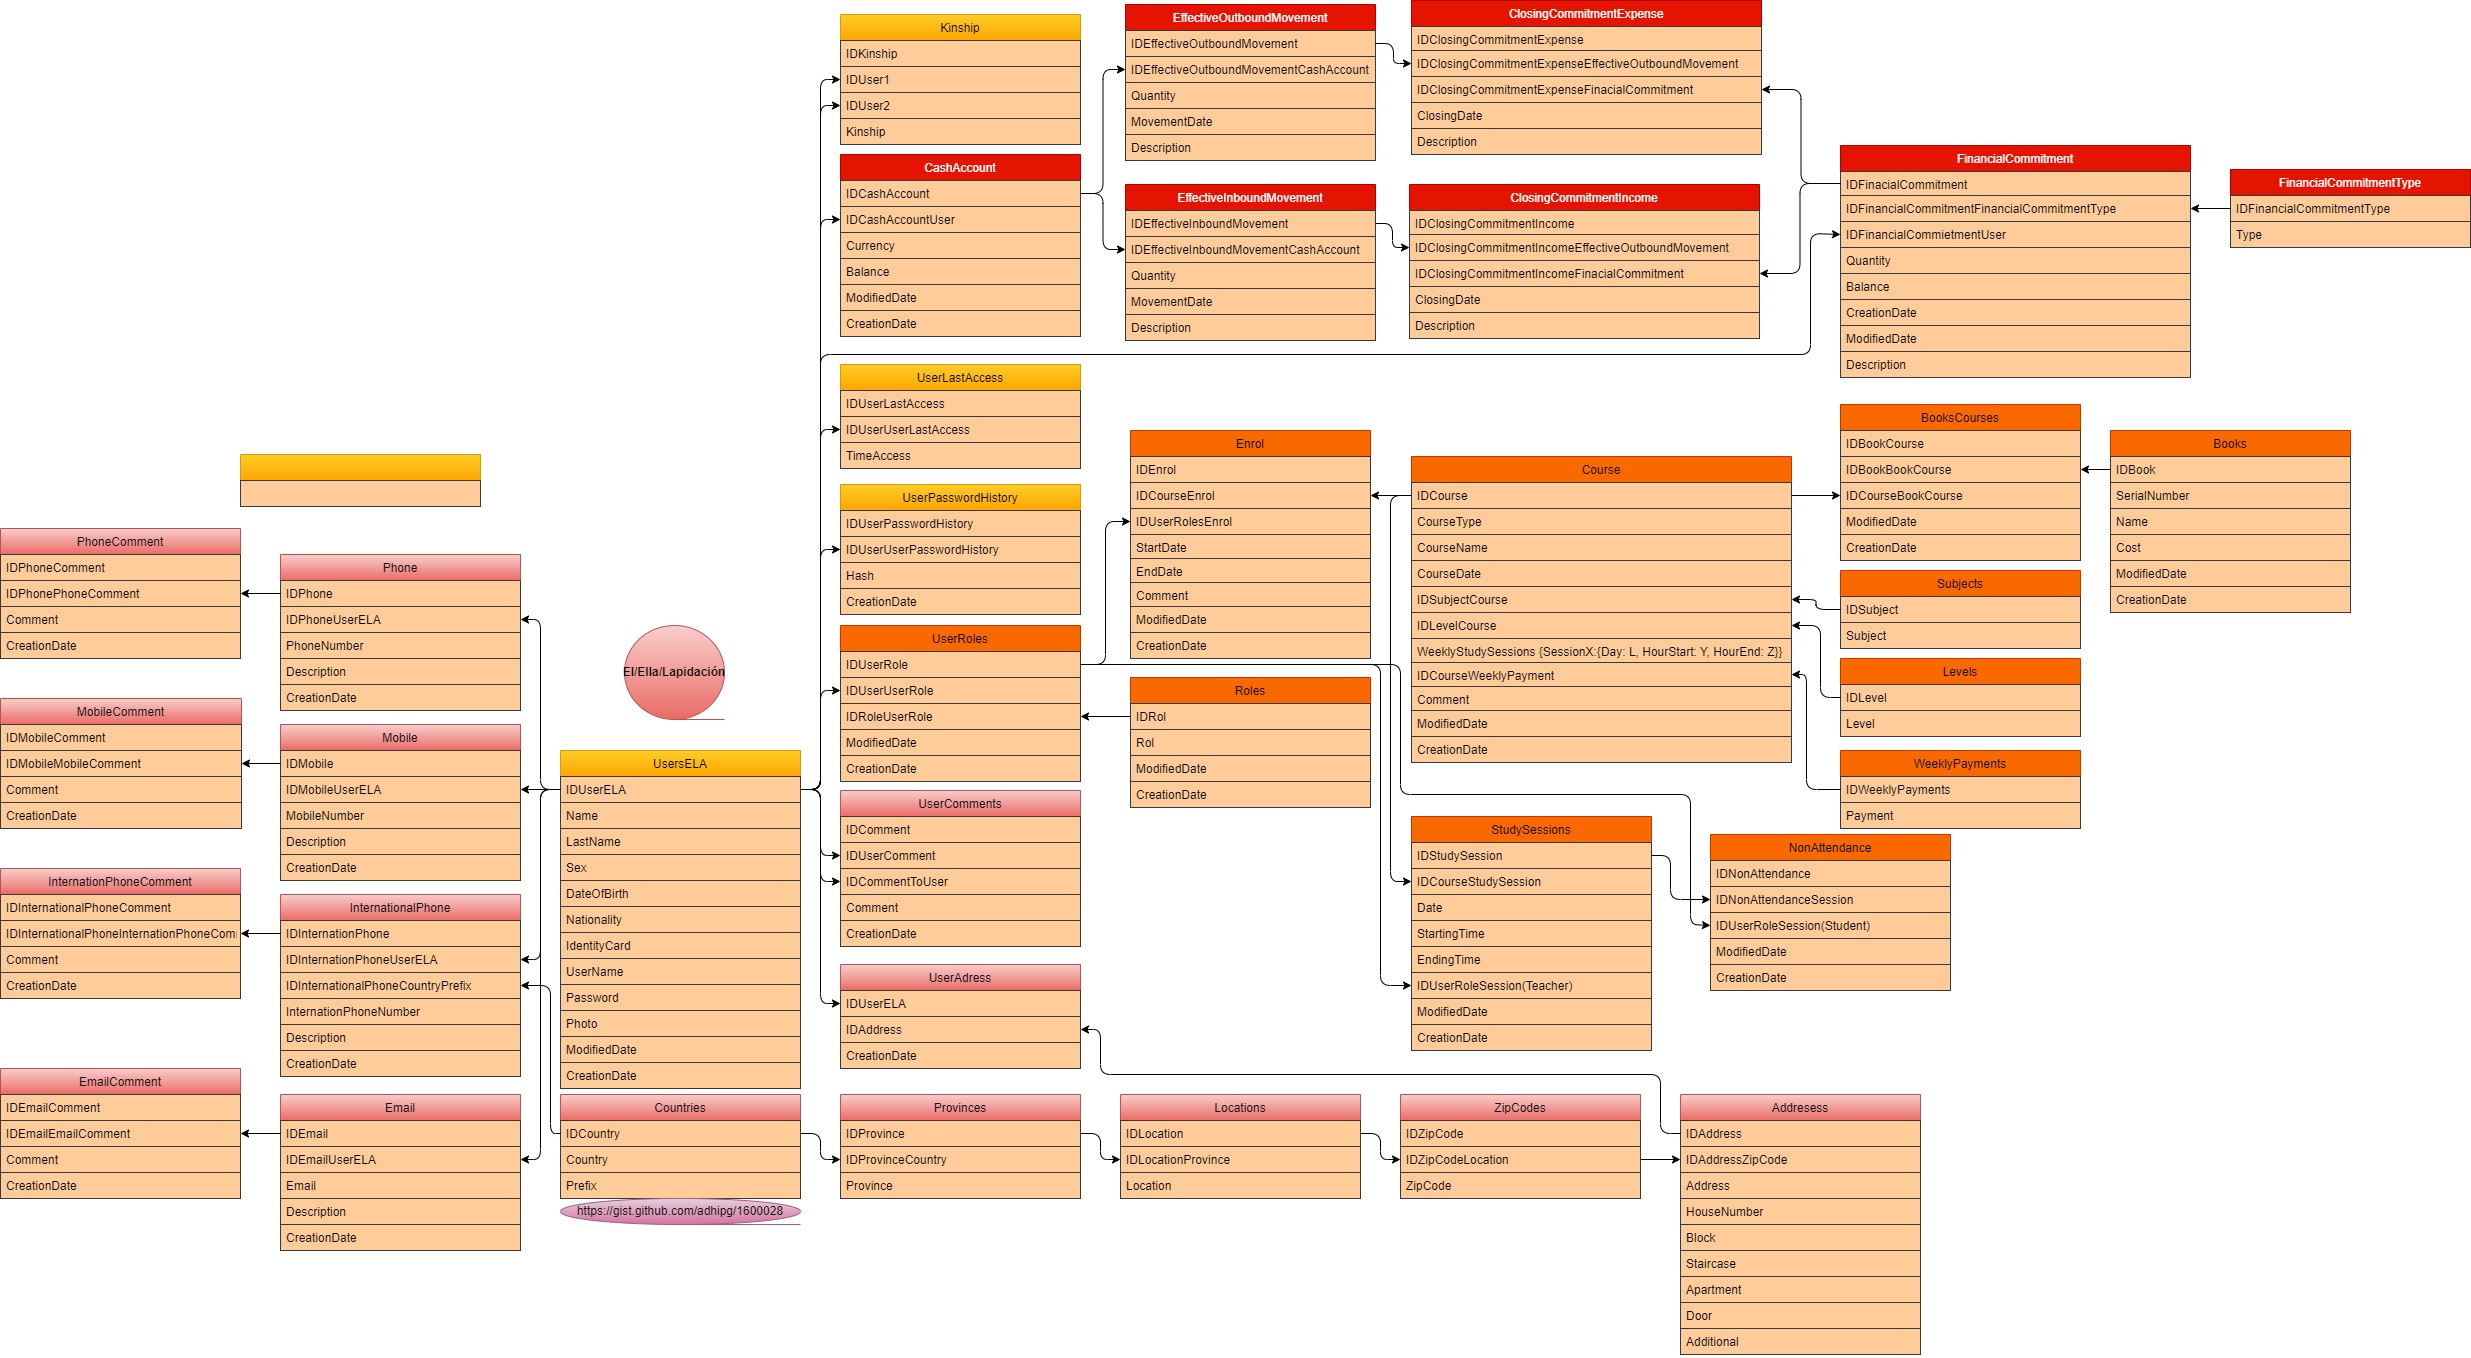 Kinship
IDKinship
IDUser1
IDUser2
Kinship
CashAccount
IDCashAccount
IDCashAccountUser
Currency
Balance
ModifiedDate
CreationDate
EffectiveOutboundMovement
IDEffectiveOutboundMovement
IDEffectiveOutboundMovementCashAccount
Quantity
MovementDate
Description
EffectiveInboundMovement
IDEffectiveInboundMovement
IDEffectiveInboundMovementCashAccount
Quantity
MovementDate
Description
ClosingCommitmentExpense
IDClosingCommitmentExpense
IDClosingCommitmentExpenseEffectiveOutboundMovement
IDClosingCommitmentExpenseFinacialCommitment
ClosingDate
Description
ClosingCommitmentIncome
IDClosingCommitmentIncome
IDClosingCommitmentIncomeEffectiveOutboundMovement
IDClosingCommitmentIncomeFinacialCommitment
ClosingDate
Description
FinancialCommitment
IDFinacialCommitment
IDFinancialCommitmentFinancialCommitmentType
IDFinancialCommietmentUser
Quantity
Balance
CreationDate
ModifiedDate
Description
FinancialCommitmentType
IDFinancialCommitmentType
Type
UserLastAccess
IDUserLastAccess
IDUserUserLastAccess
TimeAccess
UserPasswordHistory
IDUserPasswordHistory
IDUserUserPasswordHistory
Hash
CreationDate
UserRoles
IDUserRole
IDUserUserRole
IDRoleUserRole
ModifiedDate
CreationDate
Enrol
IDEnrol
IDCourseEnrol
IDUserRolesEnrol
StartDate
EndDate
Comment
ModifiedDate
CreationDate
Roles
IDRol
Rol
ModifiedDate
CreationDate
Course
IDCourse
CourseType
CourseName
CourseDate
IDSubjectCourse
IDLevelCourse
WeeklyStudySessions {SessionX:{Day: L, HourStart: Y, HourEnd: Z}}
IDCourseWeeklyPayment
Comment
ModifiedDate
CreationDate
BooksCourses
IDBookCourse
IDBookBookCourse
IDCourseBookCourse
ModifiedDate
CreationDate
Books
IDBook
SerialNumber
Name
Cost
ModifiedDate
CreationDate
Subjects
IDSubject
Subject
Levels
IDLevel
Level
WeeklyPayments
IDWeeklyPayments
Payment
StudySessions
IDStudySession
IDCourseStudySession
Date
StartingTime
EndingTime
IDUserRoleSession(Teacher)
ModifiedDate
CreationDate
NonAttendance
IDNonAttendance
IDNonAttendanceSession
IDUserRoleSession(Student)
ModifiedDate
CreationDate
PhoneComment
IDPhoneComment
IDPhonePhoneComment
Comment
CreationDate
Phone
IDPhone
IDPhoneUserELA
PhoneNumber
Description
CreationDate
MobileComment
IDMobileComment
IDMobileMobileComment
Comment
CreationDate
Mobile
IDMobile
IDMobileUserELA
MobileNumber
Description
CreationDate
InternationPhoneComment
IDInternationalPhoneComment
IDInternationalPhoneInternationPhoneCom
Comment
CreationDate
InternationalPhone
IDInternationPhone
IDInternationPhoneUserELA
IDInternationalPhoneCountryPrefix
InternationPhoneNumber
Description
CreationDate
EmailComment
IDEmailComment
IDEmailEmailComment
Comment
CreationDate
Email
IDEmail
IDEmailUserELA
Email
Description
CreationDate
El/Ella/Lapidación
UsersELA
IDUserELA
Name
LastName
Sex
DateOfBirth
Nationality
IdentityCard
UserName
Password
Photo
ModifiedDate
CreationDate
UserComments
IDComment
IDUserComment
IDCommentToUser
Comment
CreationDate
UserAdress
IDUserELA
IDAddress
CreationDate
Countries
IDCountry
Country
Prefix
https://gist.github.com/adhipg/1600028
Provinces
IDProvince
IDProvinceCountry
Province
Locations
IDLocation
IDLocationProvince
Location
ZipCodes
IDZipCode
IDZipCodeLocation
ZipCode
Addresess
IDAddress
IDAddressZipCode
Address
HouseNumber
Block
Staircase
Apartment
Door
Additional